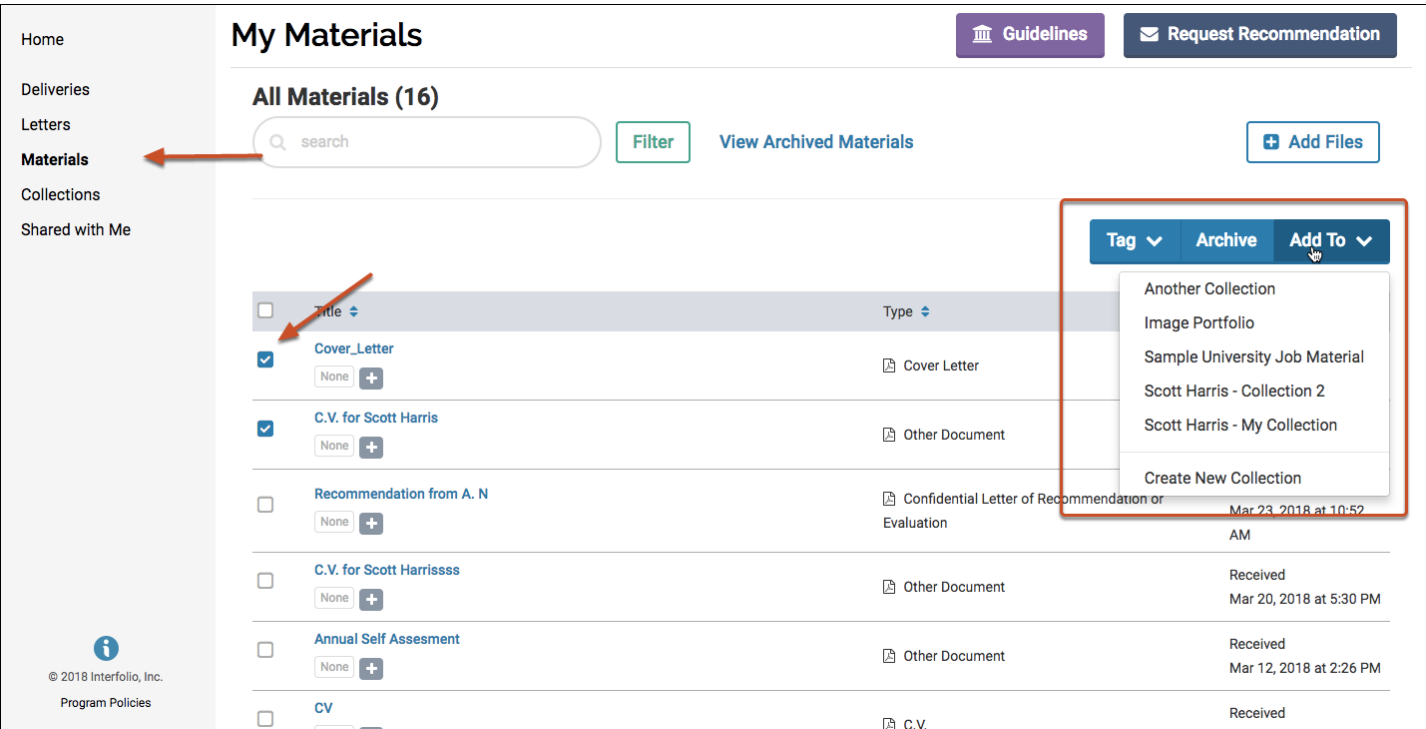 Home
Deliveries
Letters
Materials
Collections
Shared with Me
© 2018 Interfolio, Inc.
Program Policies
My Materials
Guidelines
Request Recommendation
All Materials (16)
search
Filter
View Archived Materials
Add Files
Tag
Archive
Add To
Another Collection
Image Portfolio
Sample University Job Material
Scott Harris - Collection 2
Scott Harris - My Collection
Create New Collection
Title
Type
Cover_Letter
None
Cover Letter
C.V. for Scott Harris
None
Other Document
Recommendation from A. N
None
Confidential Letter of Recommendation or
Evaluation
Mar 23, 2018 at 10:52
AM
C.V. for Scott Harrissss
None
Other Document
Received
Mar 20, 2018 at 5:30 PM
Annual Self Assesment
None
Other Document
Received
Mar 12, 2018 at 2:26 PM
CV
C.V.
Received